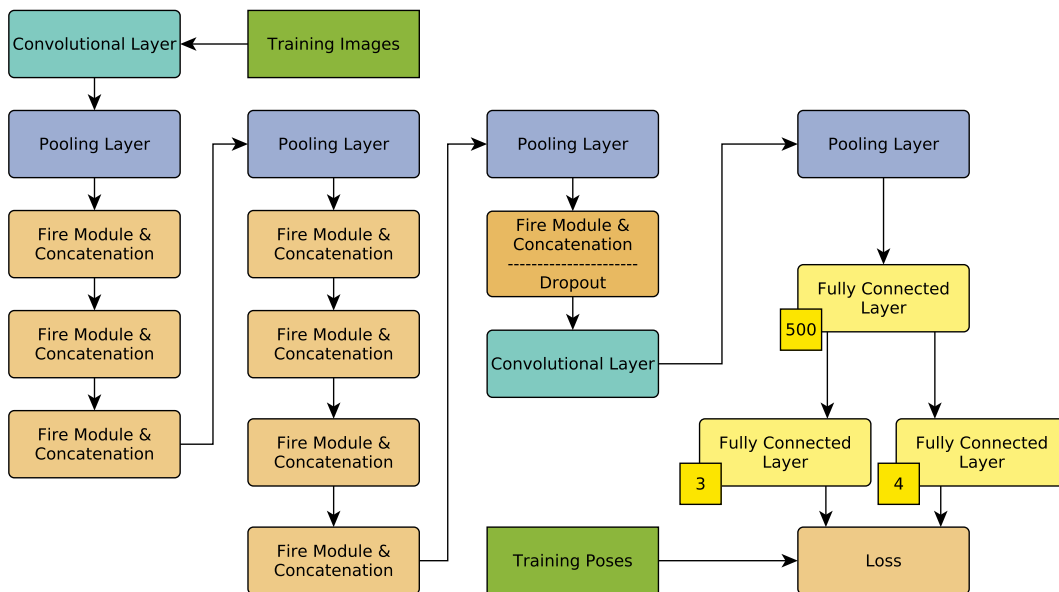 Convolutional Layer
Training Images
Pooling Layer
Fire Module &
Concatenation
Fire Module &
Concatenation
Fire Module &
Concatenation
Pooling Layer
Fire Module &
Concatenation
Fire Module &
Concatenation
Fire Module &
Concatenation
Fire Module &
Concatenation
Pooling Layer
Fire Module &
Concatenation
----------------------
Dropout
Convolutional Layer
Pooling Layer
Fully Connected
Layer
500
Fully Connected
Layer
3
Fully Connected
Layer
4
Training Poses
Loss